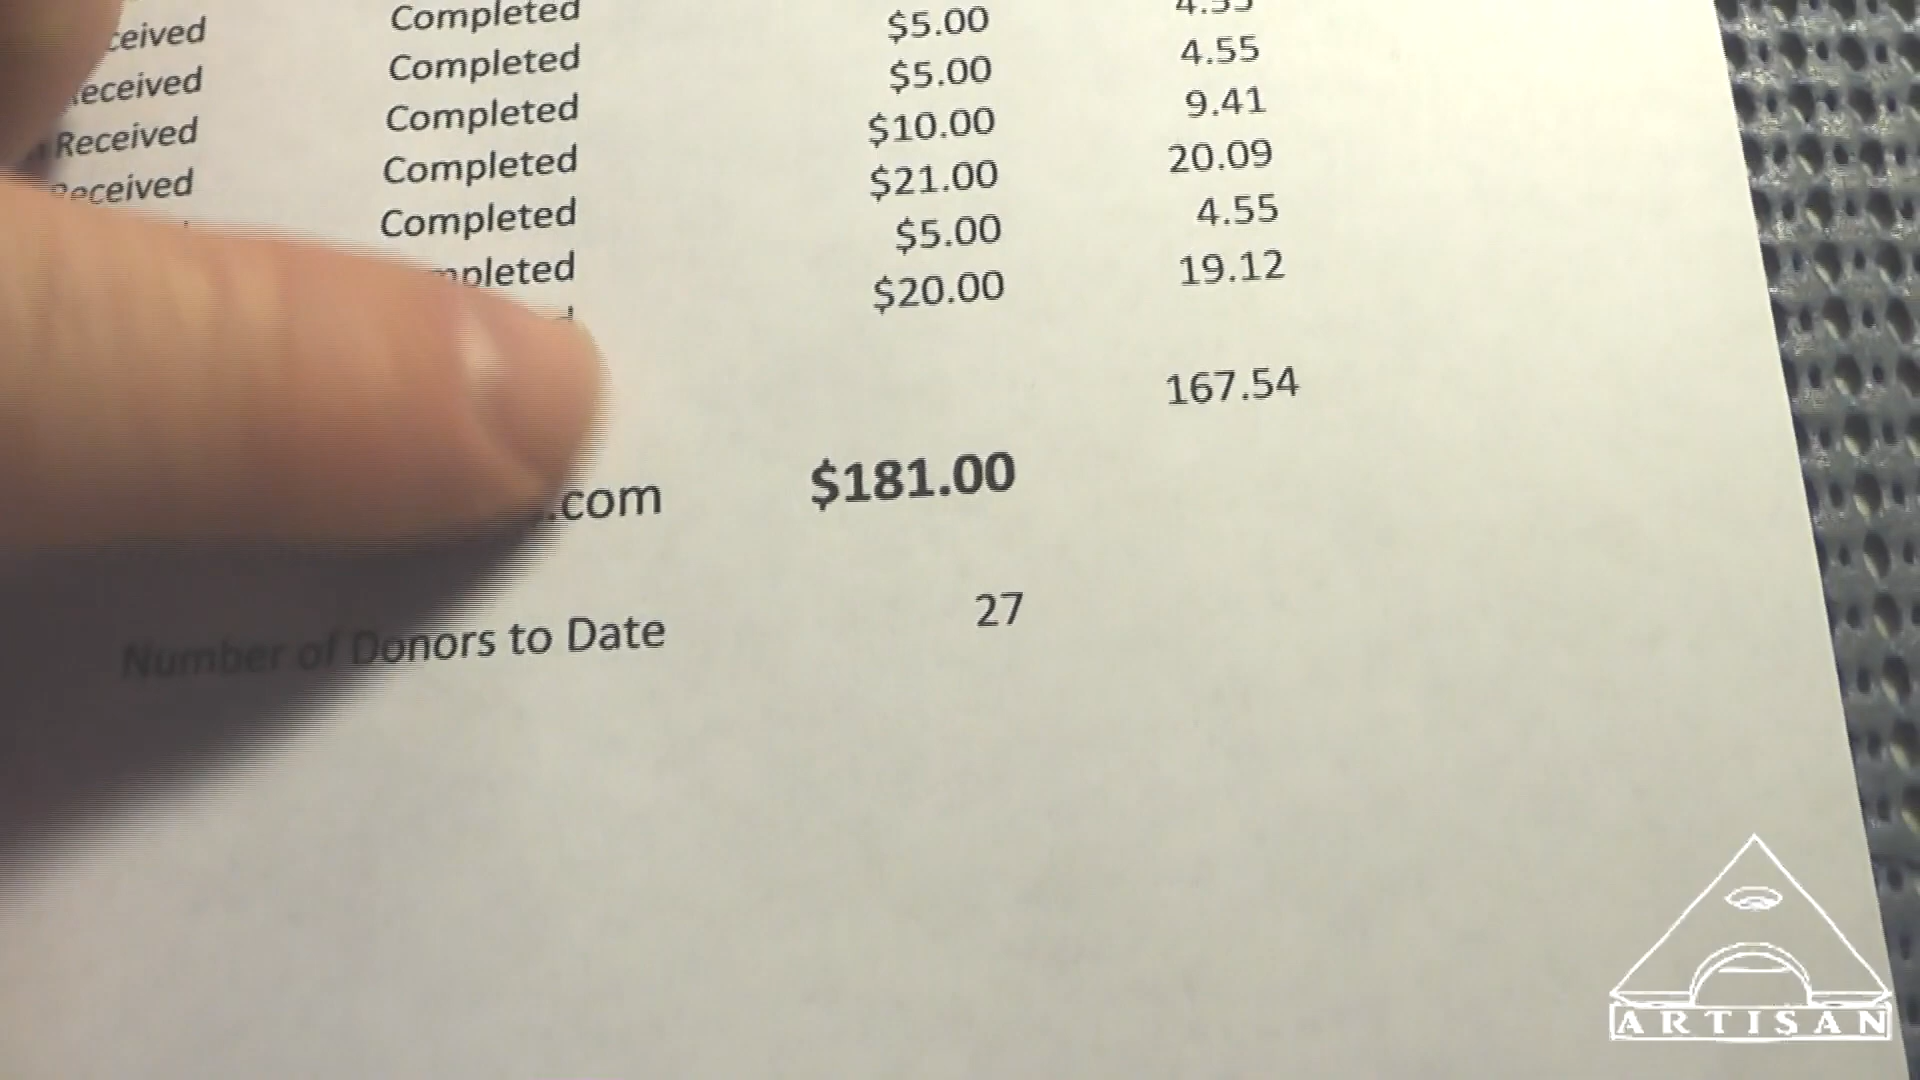 Completed $5.00
Completed $5.00 4.55
Received Completed $10.00 9.41
Completed $21.00 20.09
Completed $5.00 4.55
$20.00 19.12
167.54
.com $181.00
Number of Donors to Date 27
ARTISAN